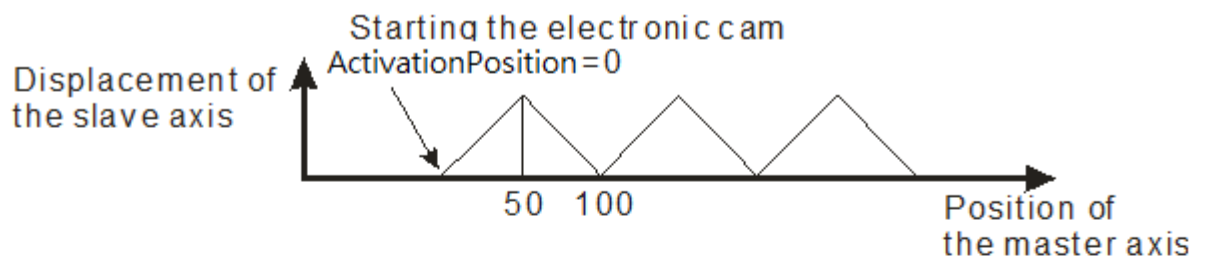 Starting the electronic cam
ActivationPosition=0
Displacement of
the slave axis
50
100
Position of
the master axis